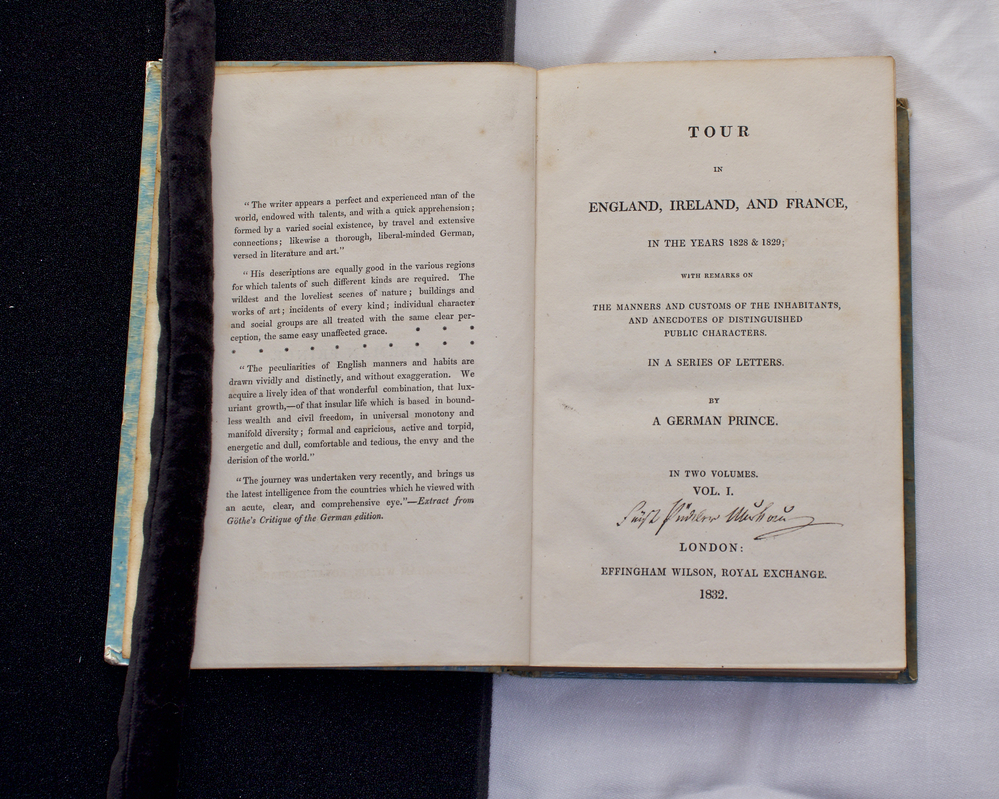 “ The writer appears a perfect and experienced man of the
world, endowed with talents, and with a quick apprehension;
formed by a varied social existence, by travel and extensive
connections; likewise a thorough, liberal-minded German,
versed in literature and art.”
“ His descriptions are equally good in the various regions
for which talents of such different kinds are required. The
wildest and the loveliest scenes of nature; buildings and
works of art; incidents of every kind; individual character
and social groups are all treated with the same clear per-
ception, the same easy unaffected grace. * * * *
* * * * * * * * * *
“ The peculiarities of English manners and habits are
drawn vividly and distinctly, and without exaggeration. We
acquire a lively idea of that wonderful combination, that lux-
uriant growth,—of that insular life which is based in bound-
less wealth and civil freedom, in universal monotony and
manifold diversity; formal and capricious, active and torpid,
energetic and dull, comfortable and tedious, the envy and the
derision of the world.”
“The journey was undertaken very recently, and brings us
the latest intelligence from the countries which he viewed with
an acute, clear, and comprehensive eye.”—Extract from
Göthe's Critique of the German edition.
TOUR
IN
ENGLAND, IRELAND, AND FRANCE,
IN THE YEARS 1828 & 1829;
WITH REMARKS ON
THE MANNERS AND CUSTOMS OF THE INHABITANTS,
AND ANECDOTES OF DISTINGUISHED
PUBLIC CHARACTERS.
IN A SERIES OF LETTERS.
BY
A GERMAN PRINCE.
IN TWO VOLUMES.
VOL. I.
Fürst Pückler Muskau
LONDON:
EFFINGHAM WILSON, ROYAL EXCHANGE.
1832.